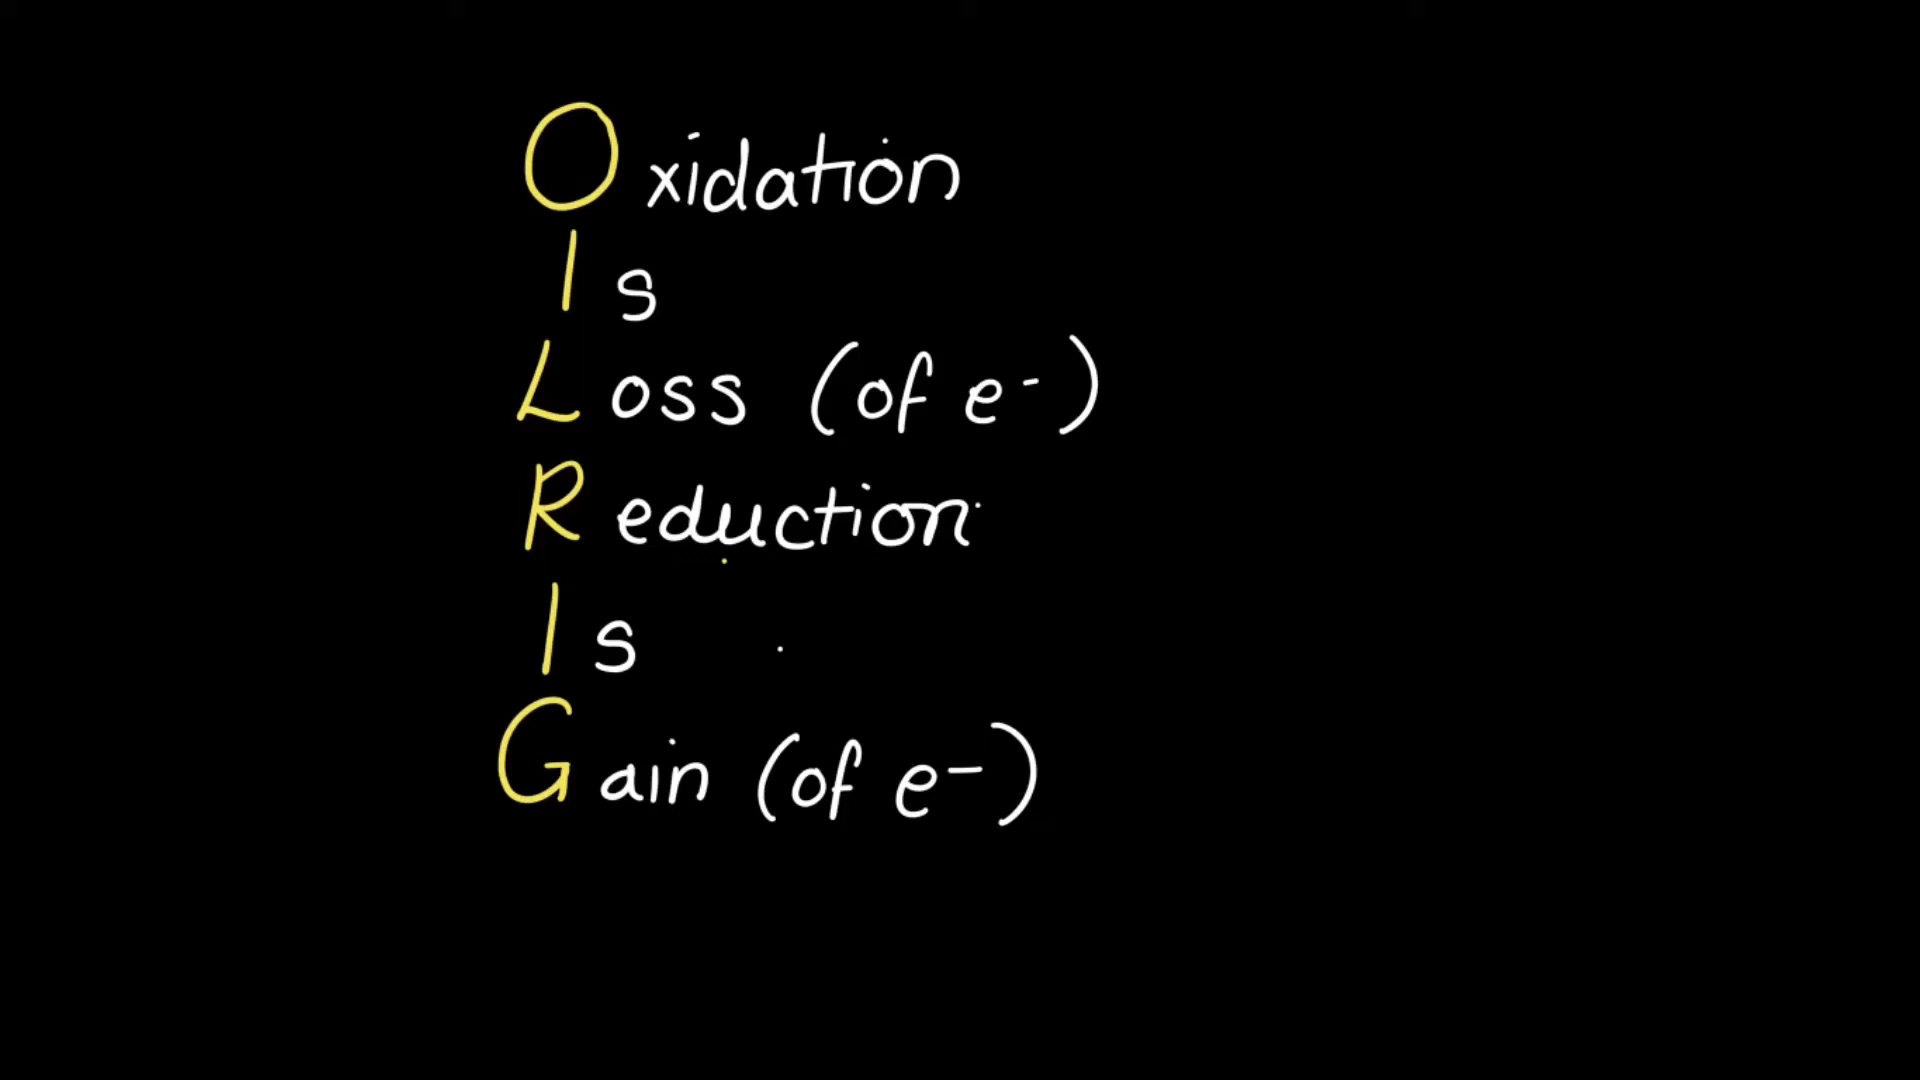 Oxidation
Is
Loss (of e-)
Reduction
Is
Gain (of e-)